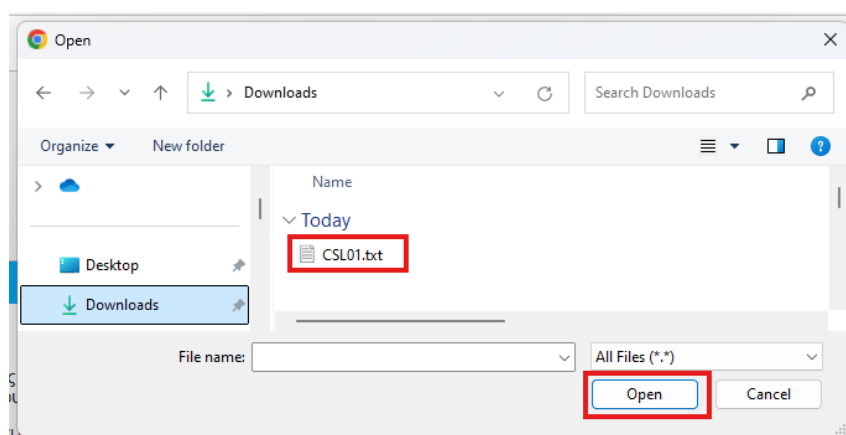 Open
Downloads
Search Downloads
Organize
New folder
Name
Today
CSL01.txt
Desktop
Downloads
File name:
All Files (*.*)
Open
Cancel